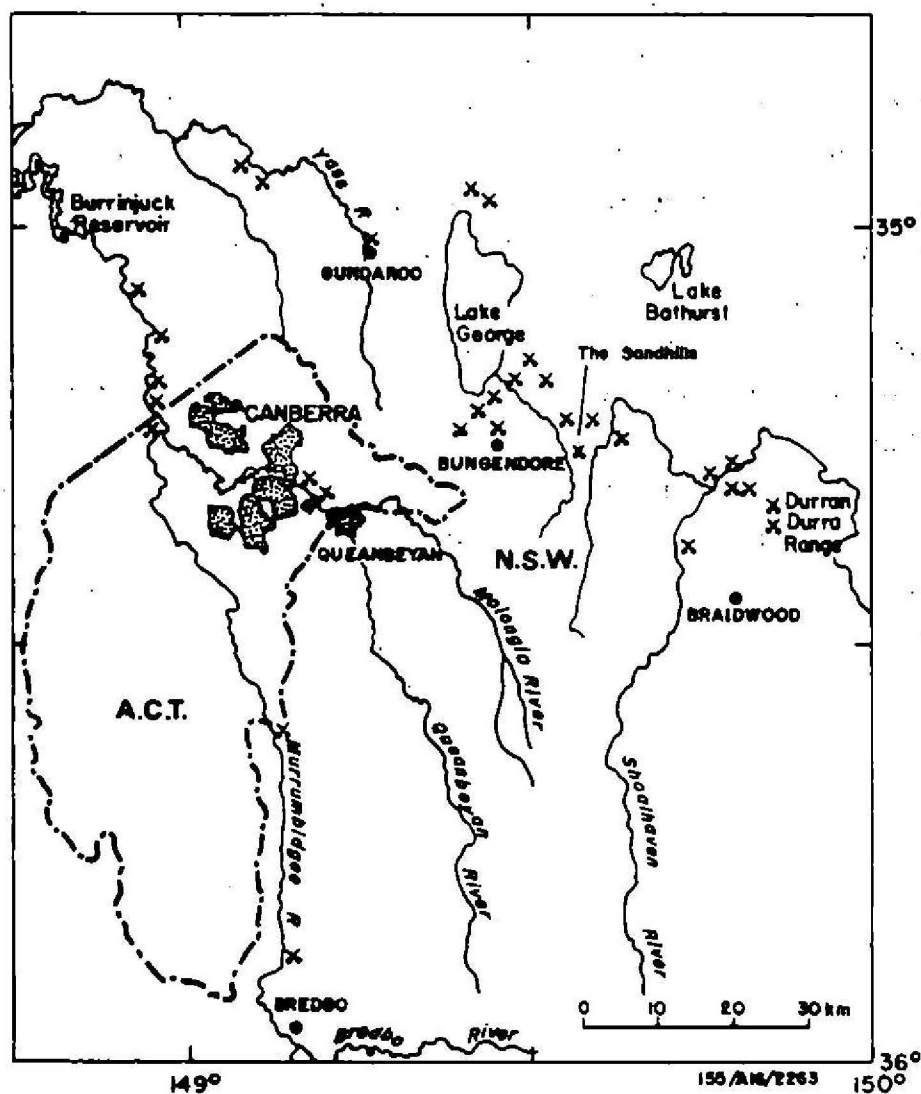 Yass R
Burrinjuck
Reservoir
35°
GUNDAROO
Lake
George
Lake
Bathurst
The Sandhills
CANBERRA
BUNGENDORE
Durran
Durra
Range
QUEANBEYAN
N.S.W.
BRAIDWOOD
Molonglo River
A.C.T.
Murrumbidgee R
Queanbeyan River
Shoalhaven River
BREDBO
Bredbo River
0 10 20 30 km
36°
149°
155/A16/2263
150°